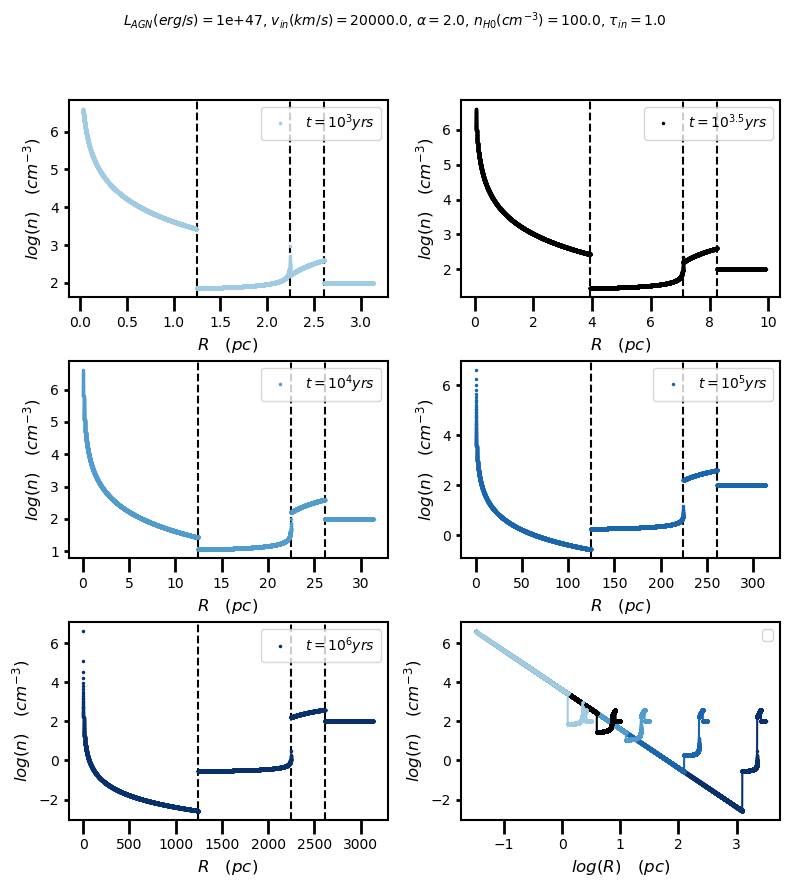 L_AGN(erg/s) = 1e+47, v_in(km/s) = 20000.0, α = 2.0, n_H0(cm^−3) = 100.0, τ_in = 1.0
t = 10^3 yrs
log(n) (cm^−3)
6
5
4
3
2
0.0 0.5 1.0 1.5 2.0 2.5 3.0
R (pc)
t = 10^3.5 yrs
log(n) (cm^−3)
6
5
4
3
2
0 2 4 6 8 10
R (pc)
t = 10^4 yrs
log(n) (cm^−3)
6
5
4
3
2
1
0 5 10 15 20 25 30
R (pc)
t = 10^5 yrs
log(n) (cm^−3)
6
4
2
0
0 50 100 150 200 250 300
R (pc)
t = 10^6 yrs
log(n) (cm^−3)
6
4
2
0
−2
0 500 1000 1500 2000 2500 3000
R (pc)
log(n) (cm^−3)
6
4
2
0
−2
−1 0 1 2 3
log(R) (pc)